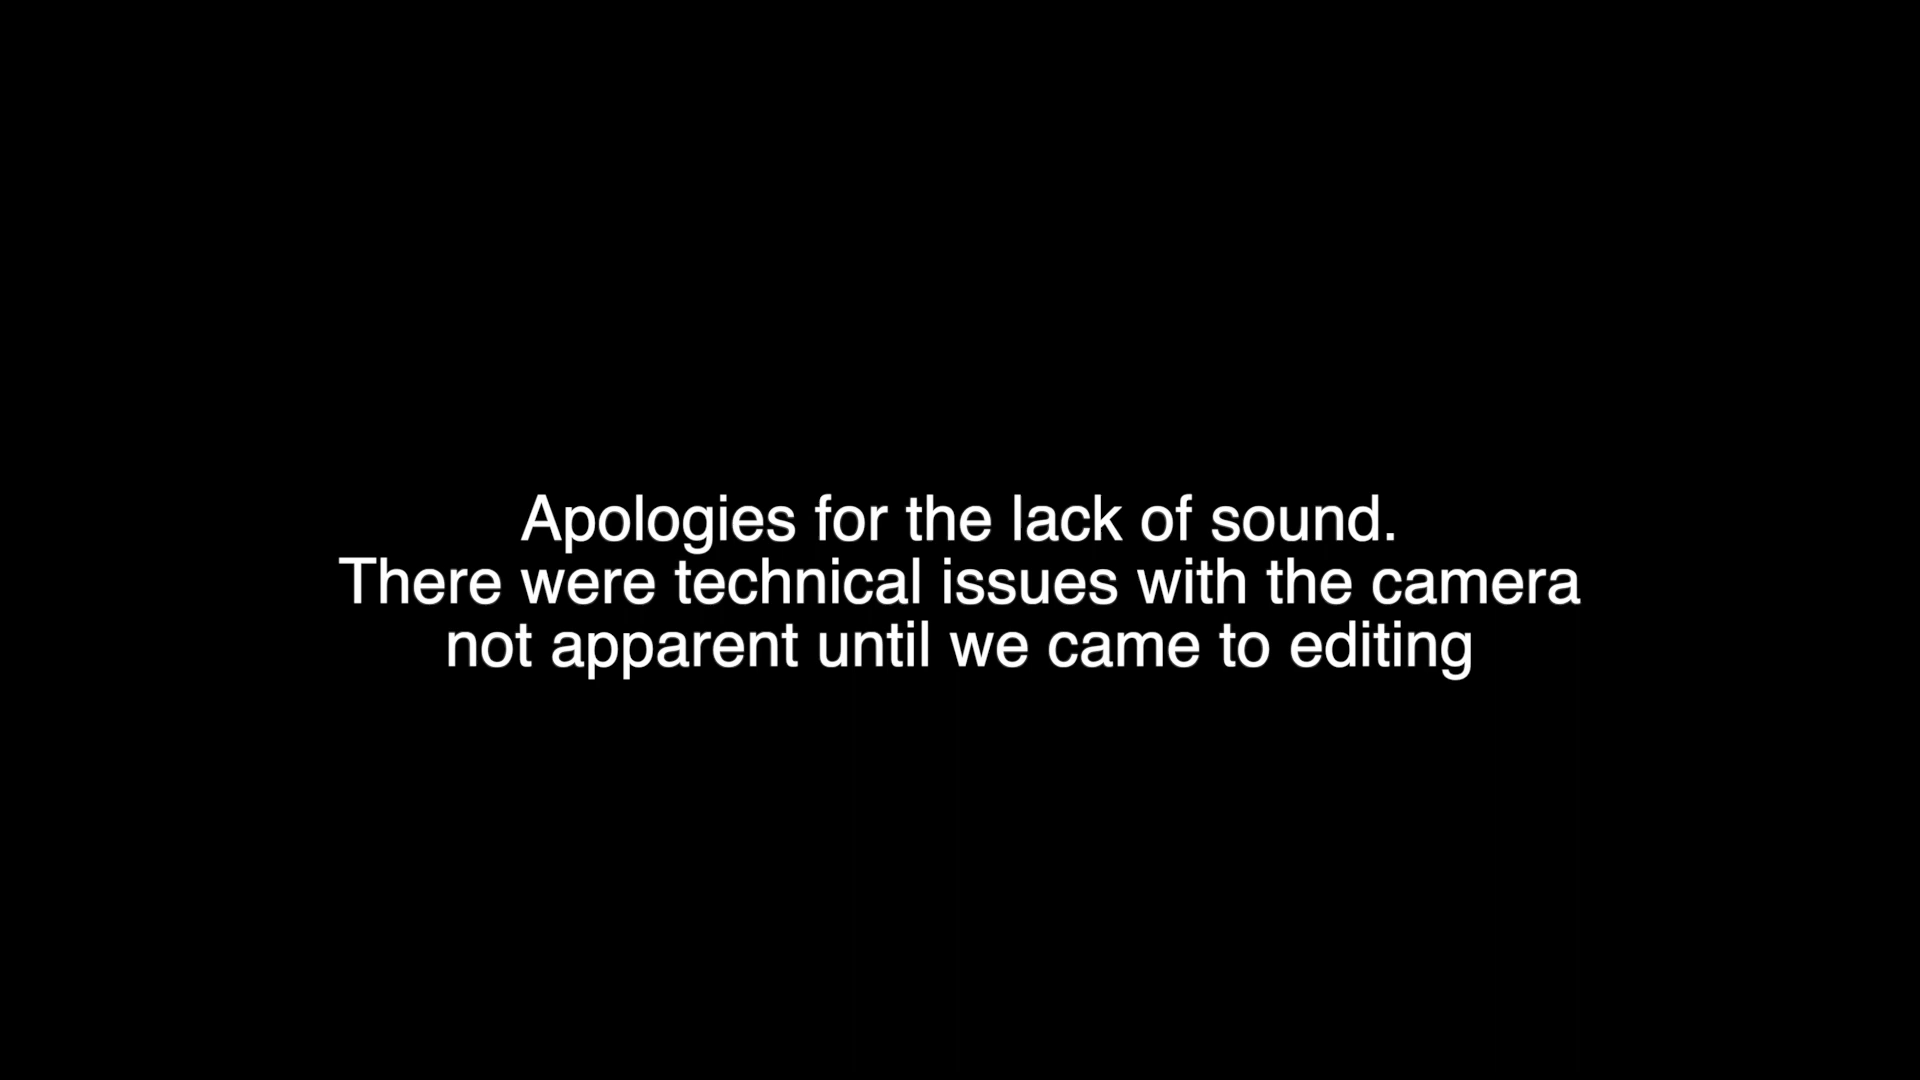 Apologies for the lack of sound.
There were technical issues with the camera
not apparent until we came to editing